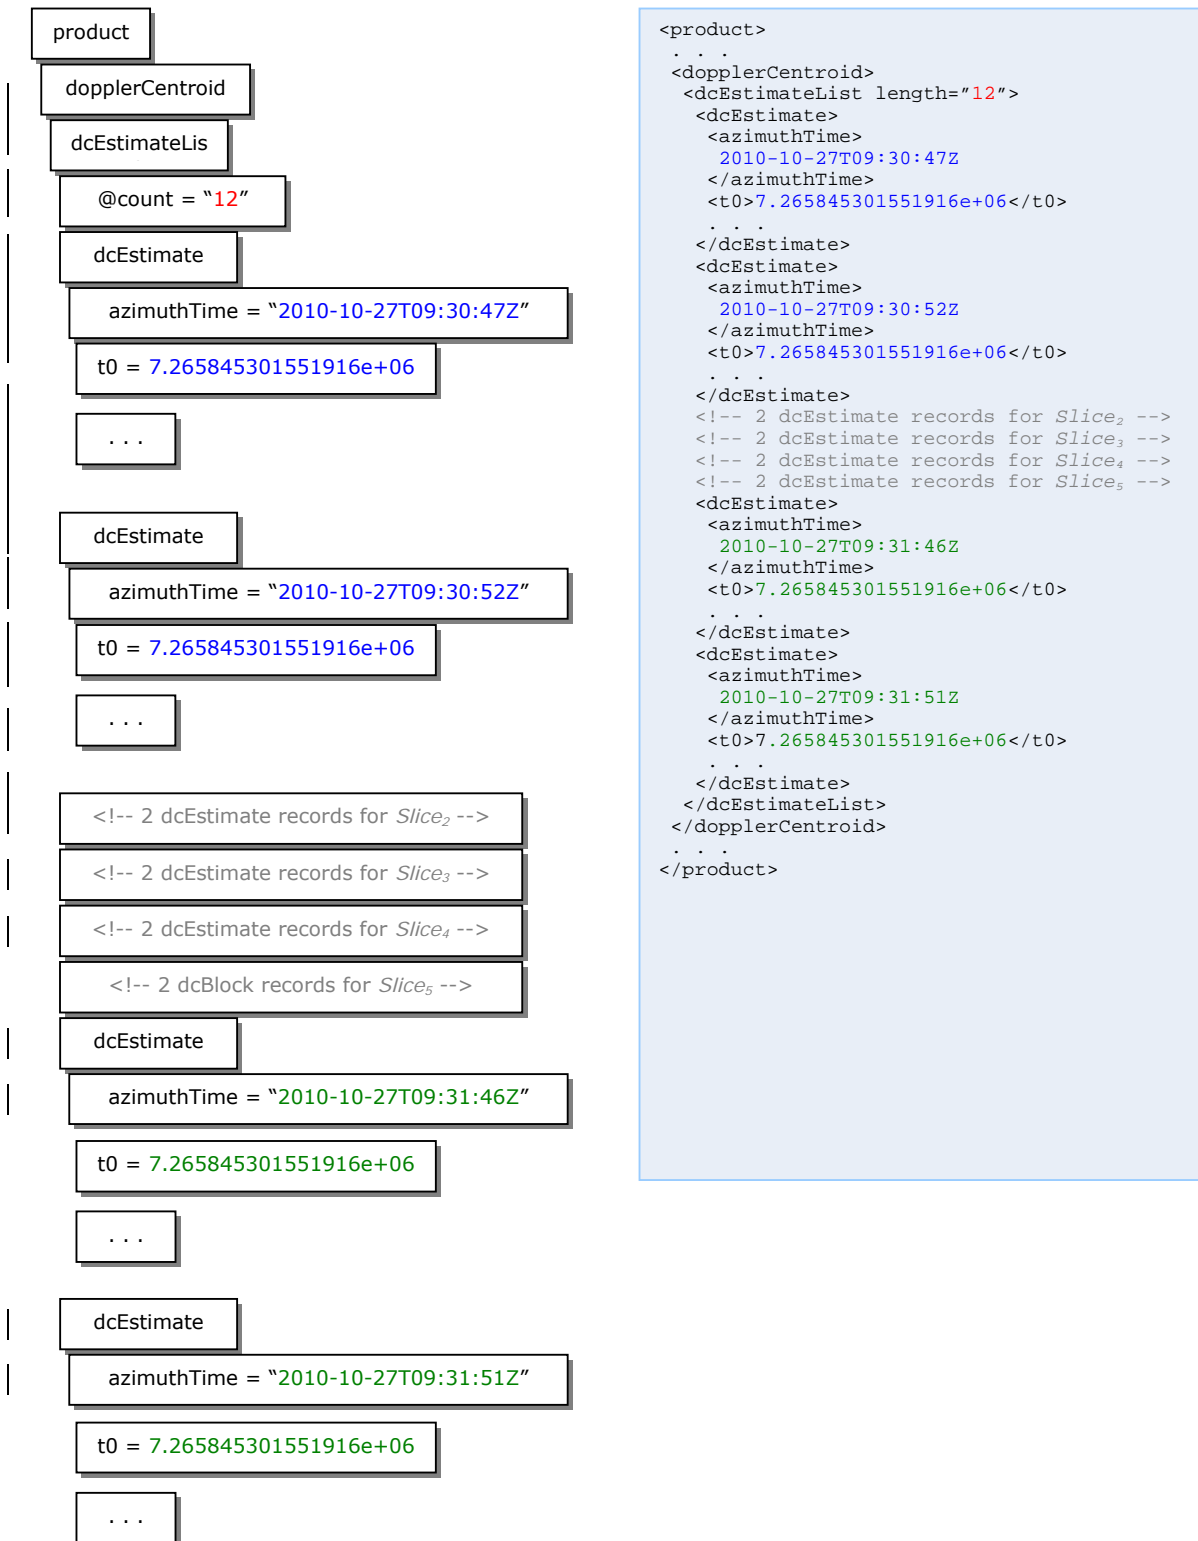 product
dopplerCentroid
dcEstimateLis
@count = “12”
dcEstimate
azimuthTime = “2010-10-27T09:30:47Z”
t0 = 7.265845301551916e+06
. . .
dcEstimate
azimuthTime = “2010-10-27T09:30:52Z”
t0 = 7.265845301551916e+06
. . .
<!-- 2 dcEstimate records for Slice₂ -->
<!-- 2 dcEstimate records for Slice₃ -->
<!-- 2 dcEstimate records for Slice₄ -->
<!-- 2 dcBlock records for Slice₅ -->
dcEstimate
azimuthTime = “2010-10-27T09:31:46Z”
t0 = 7.265845301551916e+06
. . .
dcEstimate
azimuthTime = “2010-10-27T09:31:51Z”
t0 = 7.265845301551916e+06
. . .
<product>
. . .
<dopplerCentroid>
<dcEstimateList length=”12”>
<dcEstimate>
<azimuthTime>
2010-10-27T09:30:47Z
</azimuthTime>
<t0>7.265845301551916e+06</t0>
. . .
</dcEstimate>
<dcEstimate>
<azimuthTime>
2010-10-27T09:30:52Z
</azimuthTime>
<t0>7.265845301551916e+06</t0>
. . .
</dcEstimate>
<!-- 2 dcEstimate records for Slice₂ -->
<!-- 2 dcEstimate records for Slice₃ -->
<!-- 2 dcEstimate records for Slice₄ -->
<!-- 2 dcEstimate records for Slice₅ -->
<dcEstimate>
<azimuthTime>
2010-10-27T09:31:46Z
</azimuthTime>
<t0>7.265845301551916e+06</t0>
. . .
</dcEstimate>
<dcEstimate>
<azimuthTime>
2010-10-27T09:31:51Z
</azimuthTime>
<t0>7.265845301551916e+06</t0>
. . .
</dcEstimate>
</dcEstimateList>
</dopplerCentroid>
. . .
</product>